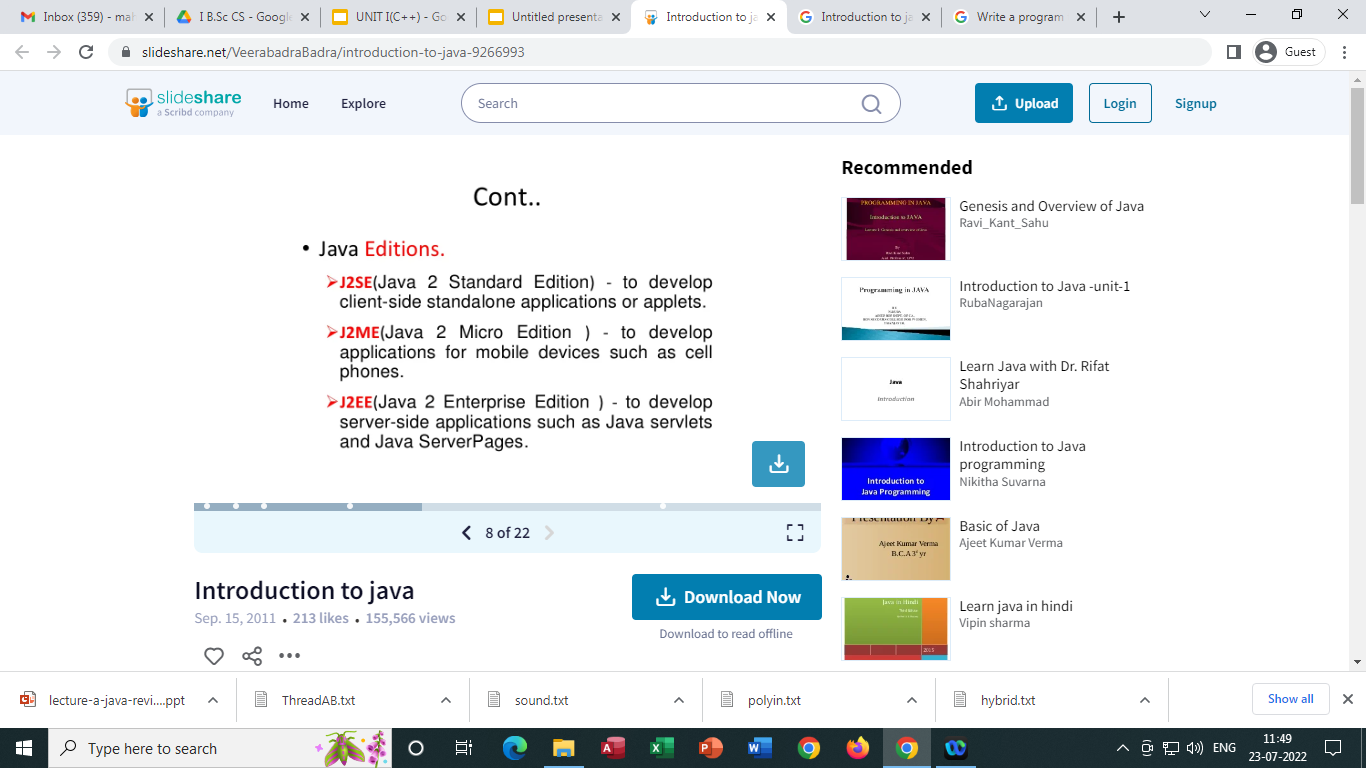 Inbox (359) - mah
I B.Sc CS - Google
UNIT I(C++) - Go
Untitled presenta
Introduction to ja
Introduction to ja
Write a program
slideshare.net/VeerabadraBadra/introduction-to-java-9266993
Guest
slideshare
a Scribd company
Home
Explore
Search
Upload
Login
Signup
Cont..
• Java Editions.
➢J2SE(Java 2 Standard Edition) - to develop
client-side standalone applications or applets.
➢J2ME(Java 2 Micro Edition ) - to develop
applications for mobile devices such as cell
phones.
➢J2EE(Java 2 Enterprise Edition ) - to develop
server-side applications such as Java servlets
and Java ServerPages.
8 of 22
Introduction to java
Sep. 15, 2011 • 213 likes • 155,566 views
Download Now
Download to read offline
Recommended
PROGRAMMING IN JAVA
Introduction to JAVA
Genesis and Overview of Java
Ravi_Kant_Sahu
Programming in JAVA
Introduction to Java -unit-1
RubaNagarajan
Java
Introduction
Learn Java with Dr. Rifat
Shahriyar
Abir Mohammad
Introduction to
Java Programming
Introduction to Java
programming
Nikitha Suvarna
Presentation By
Ajeet Kumar Verma
B.C.A 3ʳ yr
Basic of Java
Ajeet Kumar Verma
Java in Hindi
2013
Learn java in hindi
Vipin sharma
lecture-a-java-revi....ppt
ThreadAB.txt
sound.txt
polyin.txt
hybrid.txt
Show all
Type here to search
ENG
11:49
23-07-2022